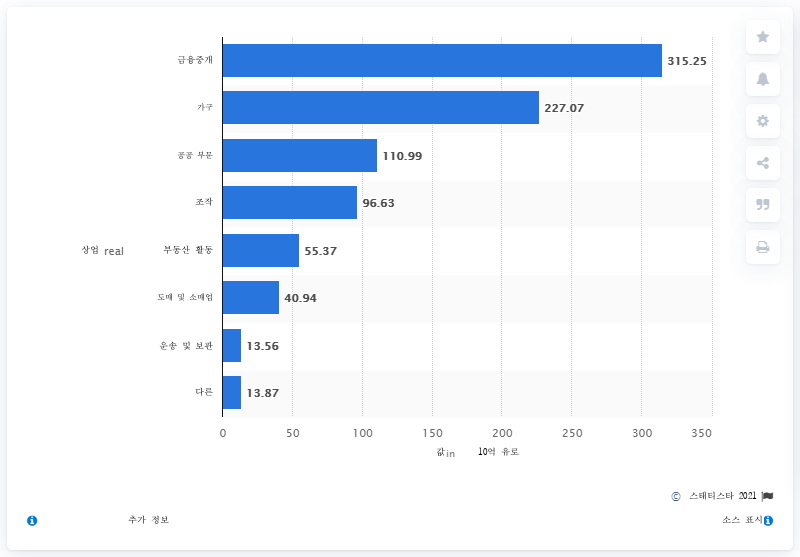 금융중개
315.25
가구
227.07
공공 부문
110.99
조작
96.63
상업 real
부동산 활동
55.37
도매 및 소매업
40.94
운송 및 보관
13.56
다른
13.87
0 50 100 150 200 250 300 350
값 in 10억 유로
© 스태티스타 2021
추가 정보
소스 표시